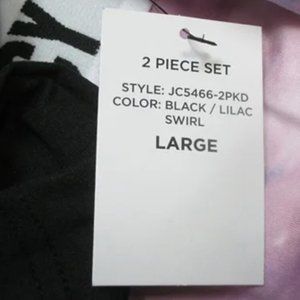 2 PIECE SET
STYLE: JC5466-2PKD
COLOR: BLACK / LILAC
SWIRL
LARGE